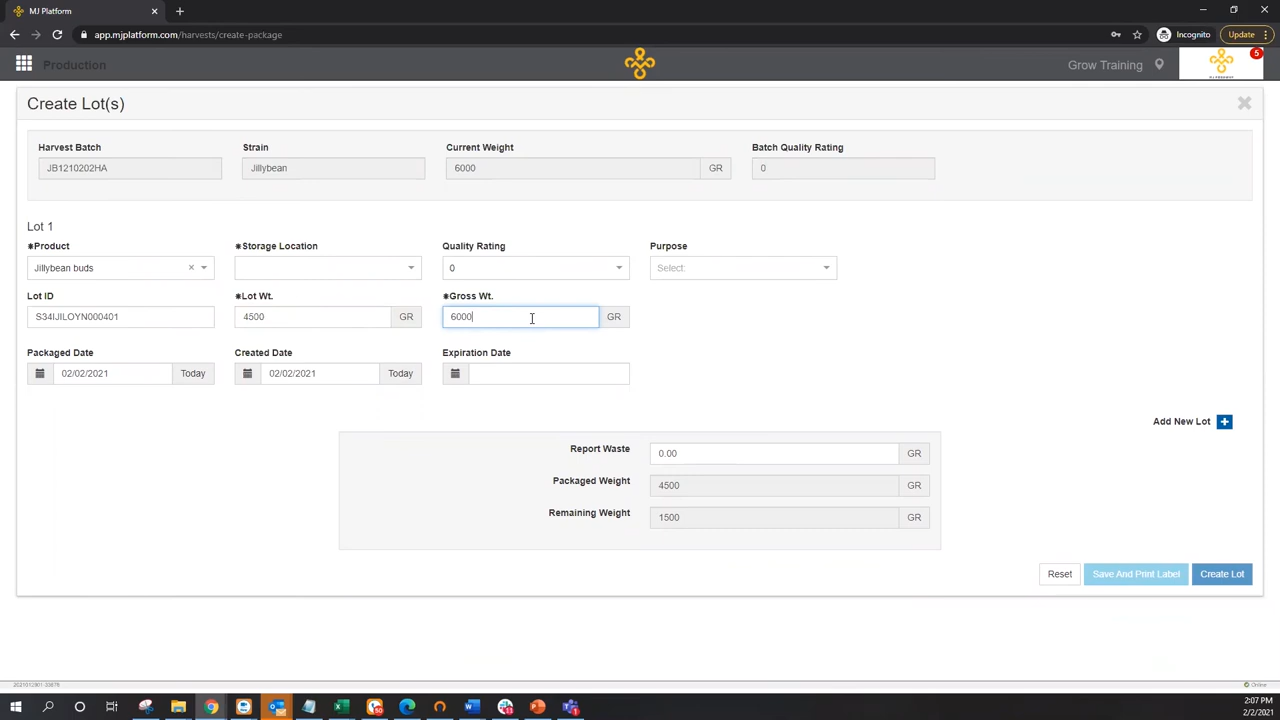 MJ Platform
app.mjplatform.com/harvests/create-package
Incognito
Update
Production
Grow Training
5
Create Lot(s)
Harvest Batch
Strain
Current Weight
Batch Quality Rating
JB1210202HA
Jillybean
6000
GR
0
Lot 1
✱Product
✱Storage Location
Quality Rating
Purpose
Jillybean buds
0
Select:
Lot ID
✱Lot Wt.
✱Gross Wt.
S34IJILOYN000401
4500
GR
6000
GR
Packaged Date
Created Date
Expiration Date
02/02/2021
Today
02/02/2021
Today
Add New Lot
Report Waste
0.00
GR
Packaged Weight
4500
GR
Remaining Weight
1500
GR
Reset
Save And Print Label
Create Lot
Online
2:07 PM
2/2/2021